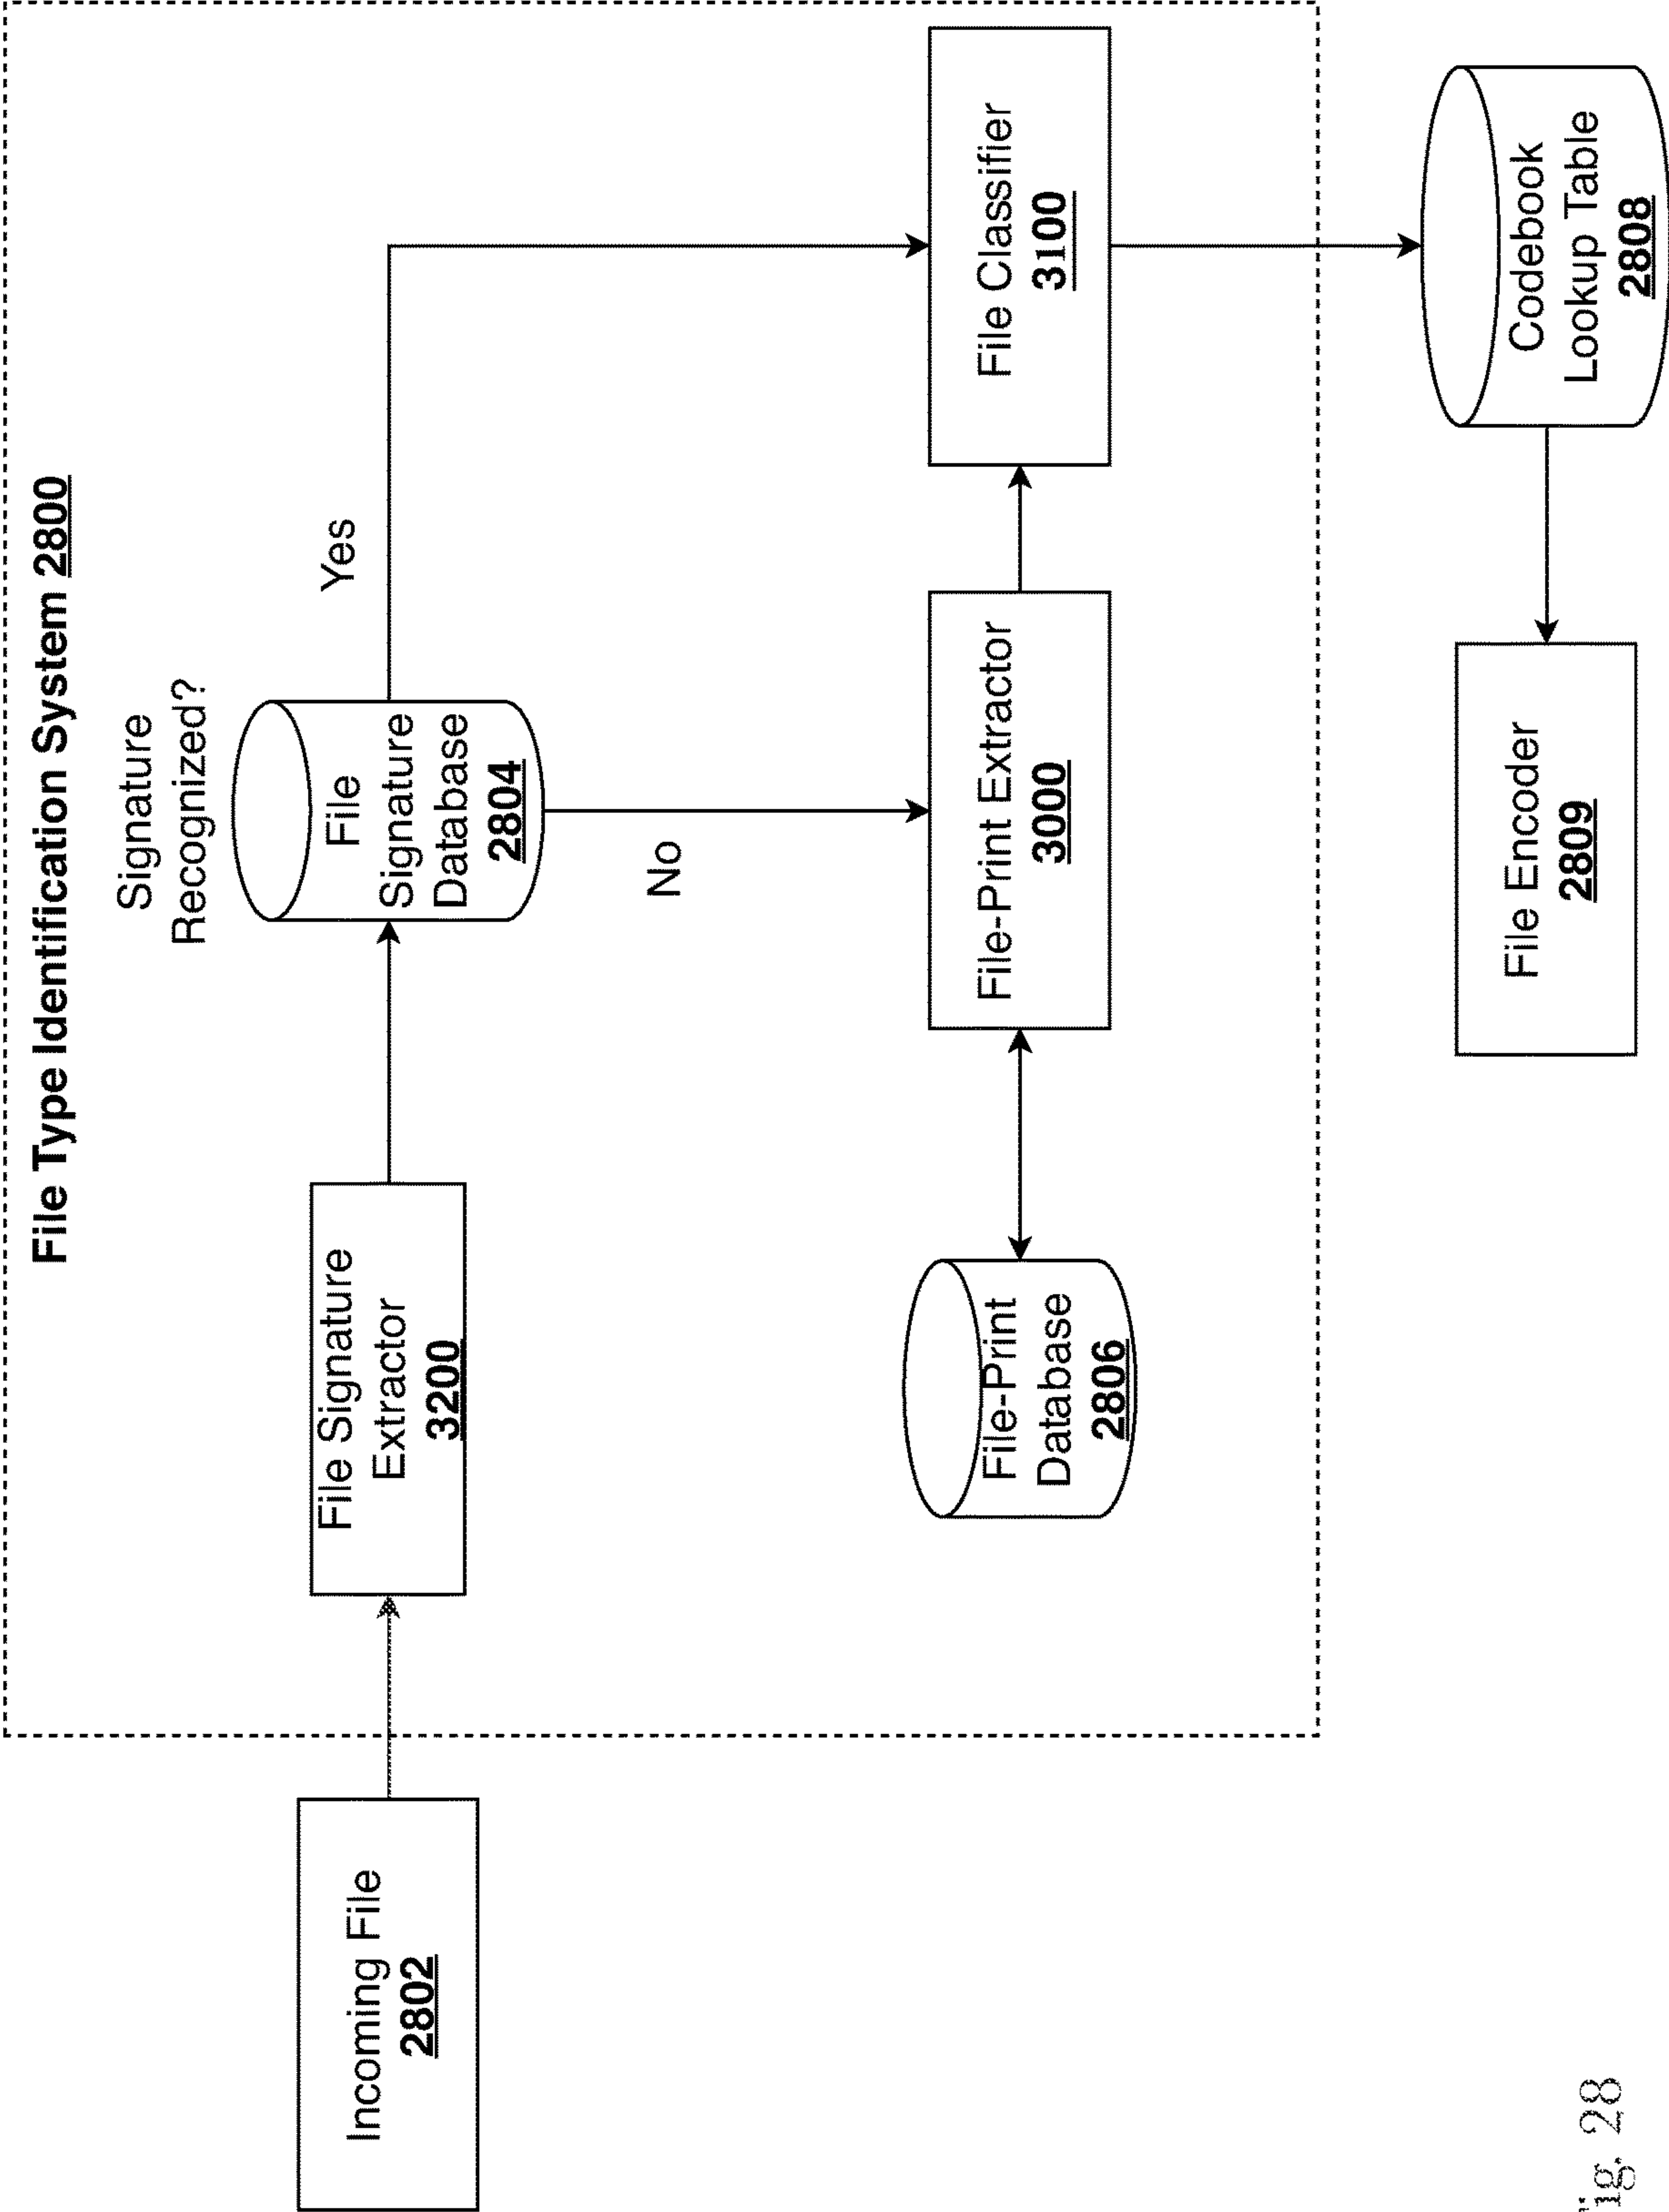 File Type Identification System 2800
Signature
Recognized?
Incoming File
2802
File Signature
Extractor
3200
File
Signature
Database
2804
Yes
No
File-Print
Database
2806
File-Print Extractor
3000
File Classifier
3100
File Encoder
2809
Codebook
Lookup Table
2808
ig. 28